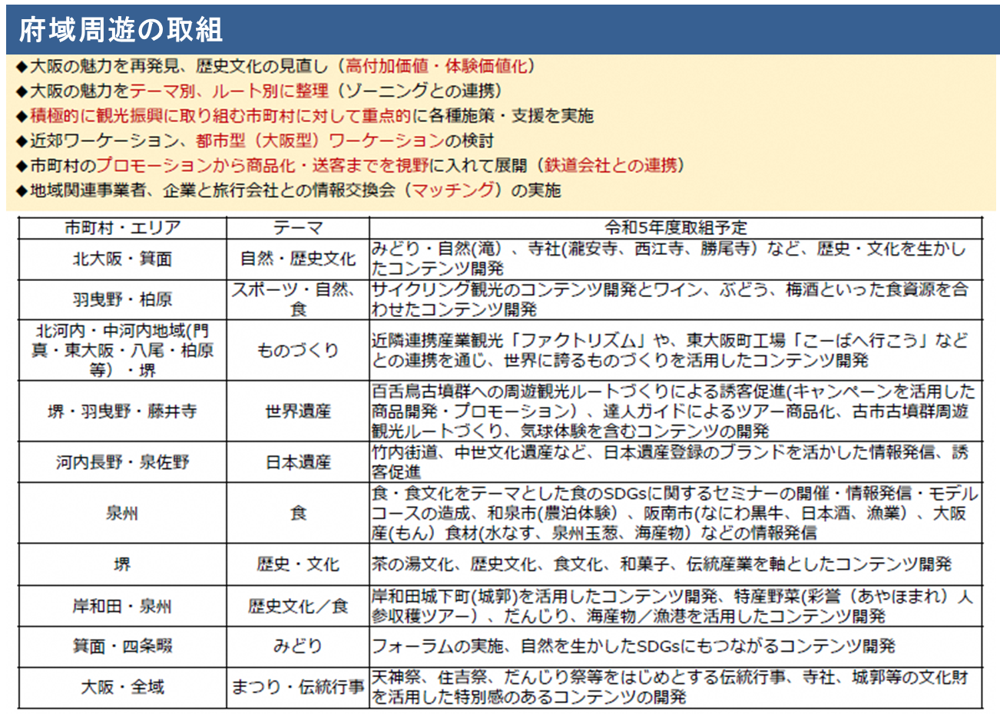 府域周遊の取組
◆大阪の魅力を再発見、歴史文化の見直し（高付加価値・体験価値化）
◆大阪の魅力をテーマ別、ルート別に整理（ゾーニングとの連携）
◆積極的に観光振興に取り組む市町村に対して重点的に各種施策・支援を実施
◆近郊ワーケーション、都市型（大阪型）ワーケーションの検討
◆市町村のプロモーションから商品化・送客までを視野に入れて展開（鉄道会社との連携）
◆地域関連事業者、企業と旅行会社との情報交換会（マッチング）の実施
市町村・エリア
テーマ
令和5年度取組予定
北大阪・箕面
自然・歴史文化
みどり・自然(滝）、寺社(瀧安寺、西江寺、勝尾寺）など、歴史・文化を生かし
たコンテンツ開発
羽曳野・柏原
スポーツ・自然、
食
サイクリング観光のコンテンツ開発とワイン、ぶどう、梅酒といった食資源を合
わせたコンテンツ開発
北河内・中河内地域(門
真・東大阪・八尾・柏原
等）・堺
ものづくり
近隣連携産業観光「ファクトリズム」や、東大阪町工場「こーばへ行こう」など
との連携を通じ、世界に誇るものづくりを活用したコンテンツ開発
堺・羽曳野・藤井寺
世界遺産
百舌鳥古墳群への周遊観光ルートづくりによる誘客促進(キャンペーンを活用した
商品開発・プロモーション）、達人ガイドによるツアー商品化、古市古墳群周遊
観光ルートづくり、気球体験を含むコンテンツの開発
河内長野・泉佐野
日本遺産
竹内街道、中世文化遺産など、日本遺産登録のブランドを活かした情報発信、誘
客促進
泉州
食
食・食文化をテーマとした食のSDGsに関するセミナーの開催・情報発信・モデル
コースの造成、和泉市(農泊体験）、阪南市(なにわ黒牛、日本酒、漁業）、大阪
産(もん）食材(水なす、泉州玉葱、海産物）などの情報発信
堺
歴史・文化
茶の湯文化、歴史文化、食文化、和菓子、伝統産業を軸としたコンテンツ開発
岸和田・泉州
歴史文化／食
岸和田城下町(城郭)を活用したコンテンツ開発、特産野菜(彩誉（あやほまれ）人
参収穫ツアー）、だんじり、海産物／漁港を活用したコンテンツ開発
箕面・四条畷
みどり
フォーラムの実施、自然を生かしたSDGsにもつながるコンテンツ開発
大阪・全域
まつり・伝統行事
天神祭、住吉祭、だんじり祭等をはじめとする伝統行事、寺社、城郭等の文化財
を活用した特別感のあるコンテンツの開発